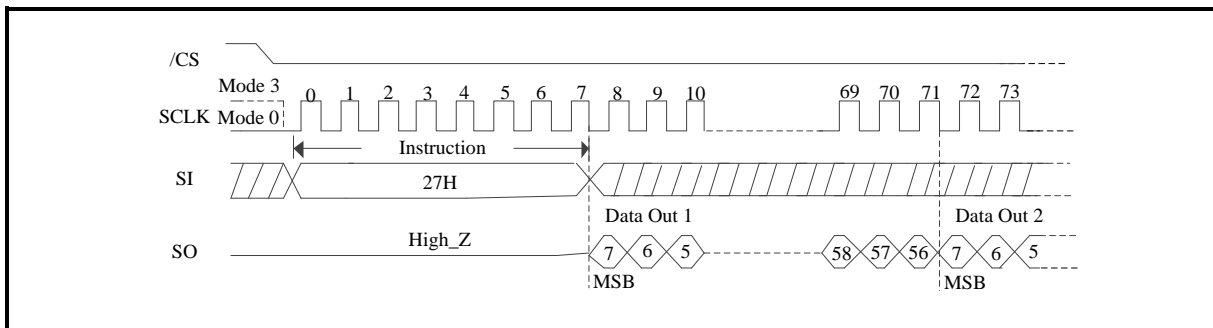 /CS
Mode 3
SCLK Mode 0
0 1 2 3 4 5 6 7 8 9 10 69 70 71 72 73
Instruction
SI
27H
Data Out 1 Data Out 2
SO
High_Z
7 6 5 58 57 56 7 6 5
MSB MSB